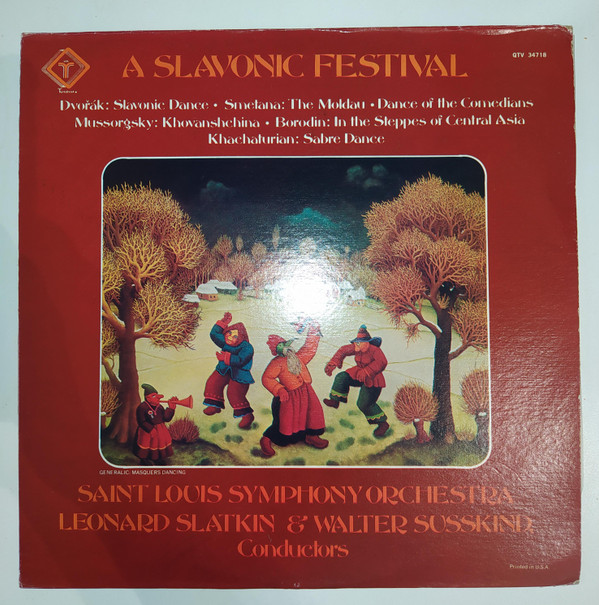 QTV 34718
A SLAVONIC FESTIVAL
Turnabout
Dvořák: Slavonic Dance • Smetana: The Moldau • Dance of the Comedians
Mussorgsky: Khovanshchina • Borodin: In the Steppes of Central Asia
Khachaturian: Sabre Dance
GENERALIC: MASQUERS DANCING
SAINT LOUIS SYMPHONY ORCHESTRA
LEONARD SLATKIN & WALTER SUSSKIND
Conductors
Printed in U.S.A.